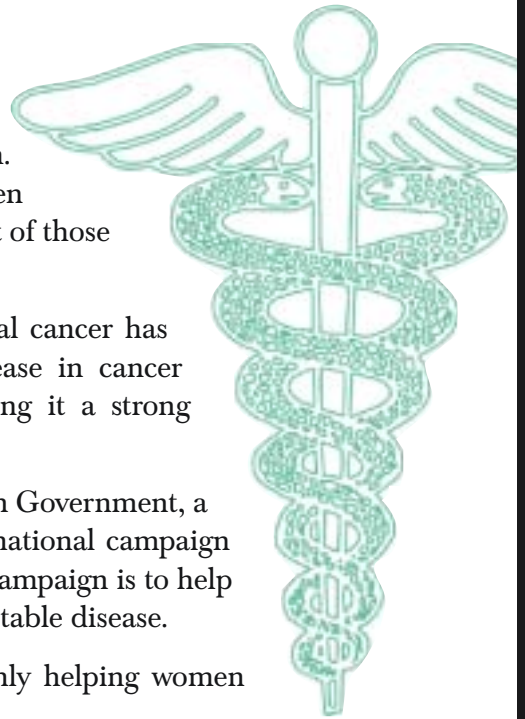 en
of those
al cancer has
ease in cancer
ng it a strong
Government, a
national campaign
ampaign is to help
table disease.
nly helping women